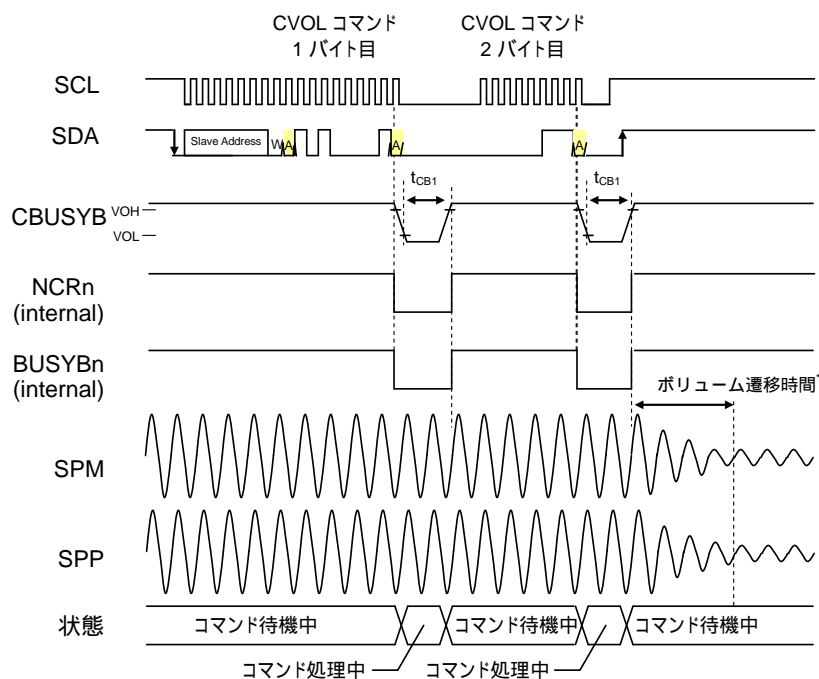 CVOL コマンド
1 バイト目
CVOL コマンド
2 バイト目
SCL
SDA
Slave Address
W
A
A
A
tCB1
tCB1
CBUSYB
VOH
VOL
NCRn
(internal)
BUSYBn
(internal)
ボリューム遷移時間
SPM
SPP
状態
コマンド待機中
コマンド待機中
コマンド待機中
コマンド処理中
コマンド処理中